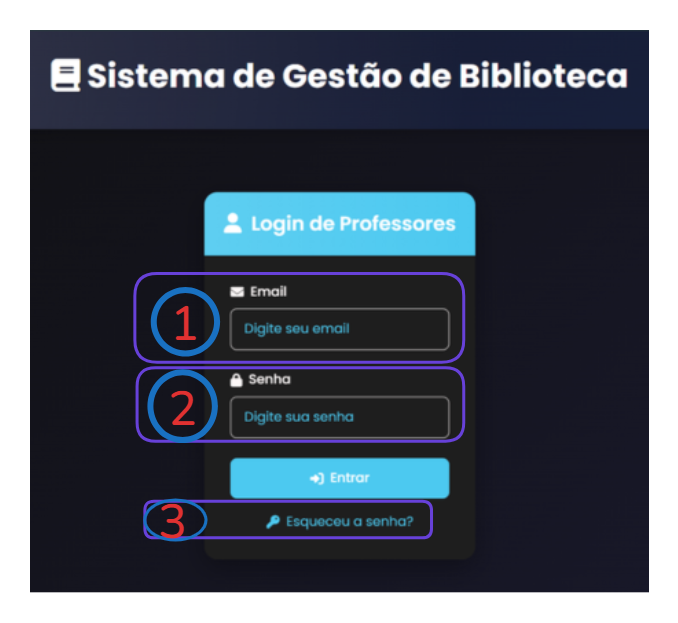 Sistema de Gestão de Biblioteca
Login de Professores
Email
1
Digite seu email
Senha
2
Digite sua senha
Entrar
3
Esqueceu a senha?